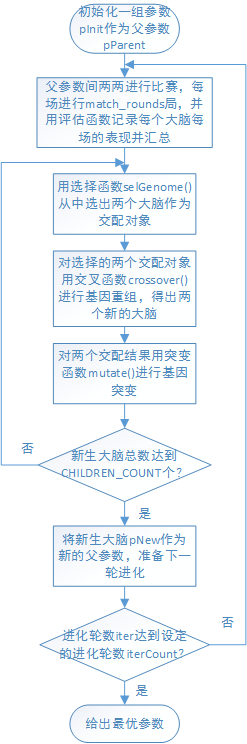 初始化一组参数
pInit作为父参数
pParent
父参数间两两进行比赛，每
场进行match_rounds局，并
用评估函数记录每个大脑每
场的表现并汇总
用选择函数selGenome()
从中选出两个大脑作为
交配对象
对选择的两个交配对象
用交叉函数crossover()
进行基因重组，得出两
个新的大脑
对两个交配结果用突变
函数mutate()进行基因
突变
否
新生大脑总数达到
CHILDREN_COUNT个？
是
将新生大脑pNew作为
新的父参数，准备下一
轮进化
否
进化轮数iter达到设定
的进化轮数iterCount？
是
给出最优参数